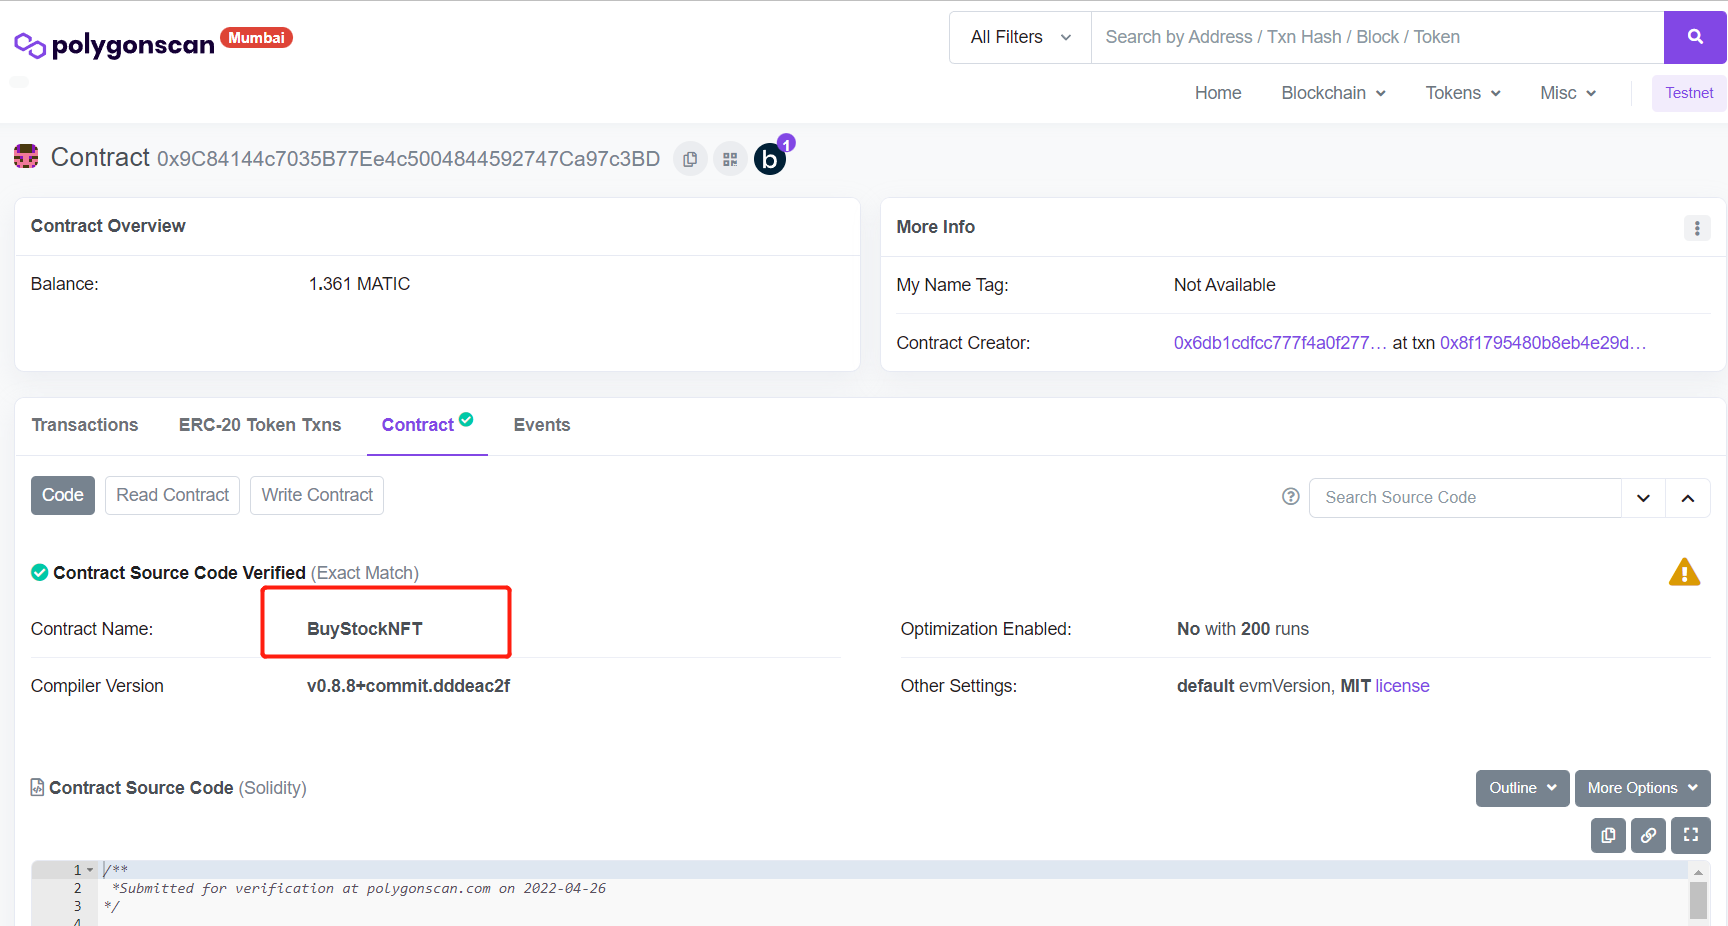 polygonscan Mumbai
All Filters Search by Address / Txn Hash / Block / Token
Home Blockchain Tokens Misc Testnet
Contract 0x9C84144c7035B77Ee4c5004844592747Ca97c3BD b 1
Contract Overview
Balance: 1.361 MATIC
More Info
My Name Tag: Not Available
Contract Creator: 0x6db1cdfcc777f4a0f277... at txn 0x8f1795480b8eb4e29d...
Transactions ERC-20 Token Txns Contract Events
Code Read Contract Write Contract ? Search Source Code
Contract Source Code Verified (Exact Match)
Contract Name: BuyStockNFT
Optimization Enabled: No with 200 runs
Compiler Version v0.8.8+commit.dddeac2f
Other Settings: default evmVersion, MIT license
Contract Source Code (Solidity) Outline More Options
1 /**
2 *Submitted for verification at polygonscan.com on 2022-04-26
3 */
4